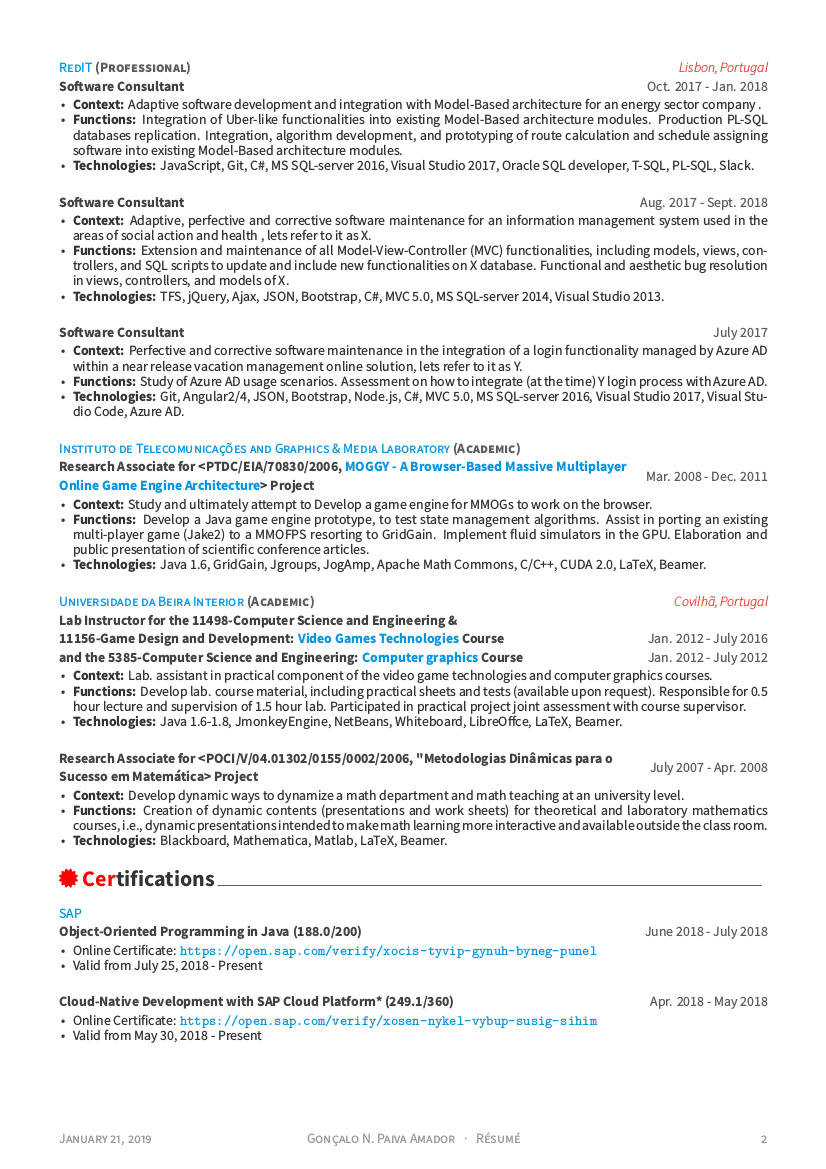 RedIT (Professional) Lisbon, Portugal
Software Consultant Oct. 2017 - Jan. 2018
• Context: Adaptive software development and integration with Model-Based architecture for an energy sector company .
• Functions: Integration of Uber-like functionalities into existing Model-Based architecture modules. Production PL-SQL
databases replication. Integration, algorithm development, and prototyping of route calculation and schedule assigning
software into existing Model-Based architecture modules.
• Technologies: JavaScript, Git, C#, MS SQL-server 2016, Visual Studio 2017, Oracle SQL developer, T-SQL, PL-SQL, Slack.
Software Consultant Aug. 2017 - Sept. 2018
• Context: Adaptive, perfective and corrective software maintenance for an information management system used in the
areas of social action and health , lets refer to it as X.
• Functions: Extension and maintenance of all Model-View-Controller (MVC) functionalities, including models, views, con-
trollers, and SQL scripts to update and include new functionalities on X database. Functional and aesthetic bug resolution
in views, controllers, and models of X.
• Technologies: TFS, jQuery, Ajax, JSON, Bootstrap, C#, MVC 5.0, MS SQL-server 2014, Visual Studio 2013.
Software Consultant July 2017
• Context: Perfective and corrective software maintenance in the integration of a login functionality managed by Azure AD
within a near release vacation management online solution, lets refer to it as Y.
• Functions: Study of Azure AD usage scenarios. Assessment on how to integrate (at the time) Y login process with Azure AD.
• Technologies: Git, Angular2/4, JSON, Bootstrap, Node.js, C#, MVC 5.0, MS SQL-server 2016, Visual Studio 2017, Visual Stu-
dio Code, Azure AD.
Instituto de Telecomunicações and Graphics & Media Laboratory (Academic)
Research Associate for <PTDC/EIA/70830/2006, MOGGY - A Browser-Based Massive Multiplayer
Online Game Engine Architecture> Project Mar. 2008 - Dec. 2011
• Context: Study and ultimately attempt to Develop a game engine for MMOGs to work on the browser.
• Functions: Develop a Java game engine prototype, to test state management algorithms. Assist in porting an existing
multi-player game (Jake2) to a MMOFPS resorting to GridGain. Implement fluid simulators in the GPU. Elaboration and
public presentation of scientific conference articles.
• Technologies: Java 1.6, GridGain, Jgroups, JogAmp, Apache Math Commons, C/C++, CUDA 2.0, LaTeX, Beamer.
Universidade da Beira Interior (Academic) Covilhã, Portugal
Lab Instructor for the 11498-Computer Science and Engineering &
11156-Game Design and Development: Video Games Technologies Course Jan. 2012 - July 2016
and the 5385-Computer Science and Engineering: Computer graphics Course Jan. 2012 - July 2012
• Context: Lab. assistant in practical component of the video game technologies and computer graphics courses.
• Functions: Develop lab. course material, including practical sheets and tests (available upon request). Responsible for 0.5
hour lecture and supervision of 1.5 hour lab. Participated in practical project joint assessment with course supervisor.
• Technologies: Java 1.6-1.8, JmonkeyEngine, NetBeans, Whiteboard, LibreOffce, LaTeX, Beamer.
Research Associate for <POCI/V/04.01302/0155/0002/2006, "Metodologias Dinâmicas para o
Sucesso em Matemática> Project July 2007 - Apr. 2008
• Context: Develop dynamic ways to dynamize a math department and math teaching at an university level.
• Functions: Creation of dynamic contents (presentations and work sheets) for theoretical and laboratory mathematics
courses, i.e., dynamic presentations intended to make math learning more interactive and available outside the class room.
• Technologies: Blackboard, Mathematica, Matlab, LaTeX, Beamer.
Certifications
SAP
Object-Oriented Programming in Java (188.0/200) June 2018 - July 2018
• Online Certificate: https://open.sap.com/verify/xocis-tyvip-gynuh-byneg-punel
• Valid from July 25, 2018 - Present
Cloud-Native Development with SAP Cloud Platform* (249.1/360) Apr. 2018 - May 2018
• Online Certificate: https://open.sap.com/verify/xosen-nykel-vybup-susig-sihim
• Valid from May 30, 2018 - Present
January 21, 2019 Gonçalo N. Paiva Amador · Résumé 2